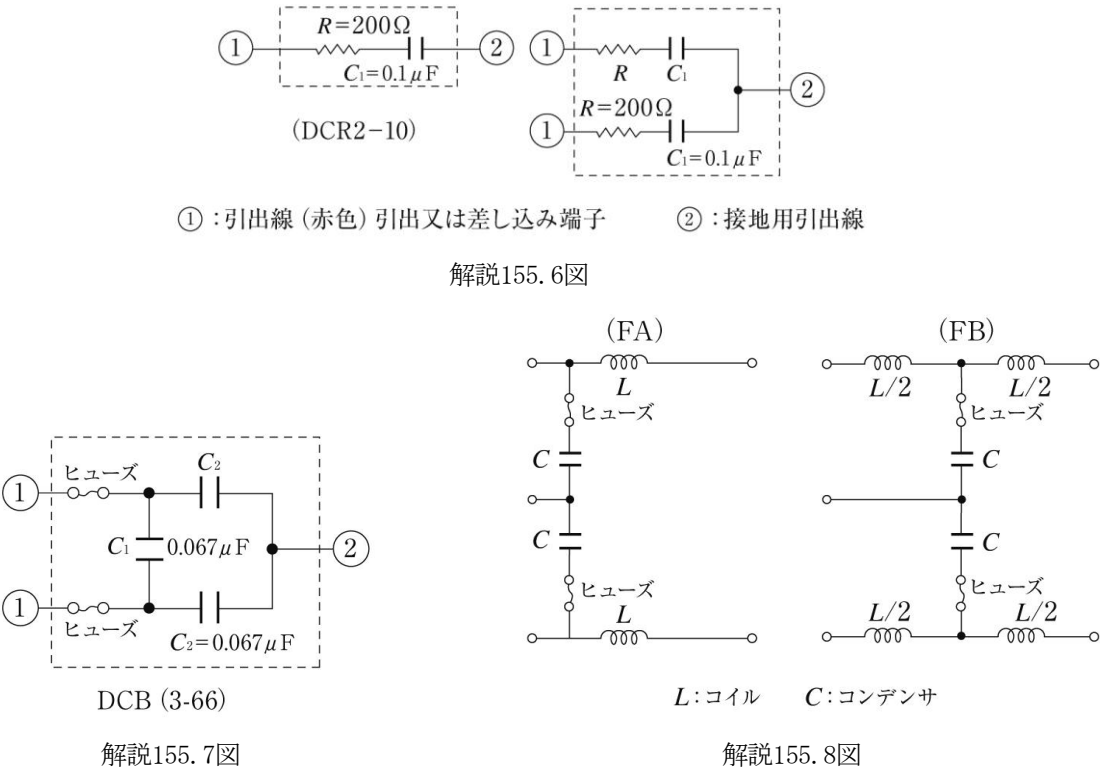 R=200Ω
① C₁=0.1μF ②
(DCR2−10)
① R C₁
R=200Ω ②
① C₁=0.1μF
①：引出線(赤色)引出又は差し込み端子 ②：接地用引出線
解説155.6図
ヒューズ C₂
①
C₁ 0.067μF ②
①
ヒューズ
C₂=0.067μF
DCB (3-66)
解説155.7図
(FA) (FB)
L L/2 L/2
ヒューズ ヒューズ
C C
C C
ヒューズ ヒューズ
L L/2 L/2
L：コイル C：コンデンサ
解説155.8図